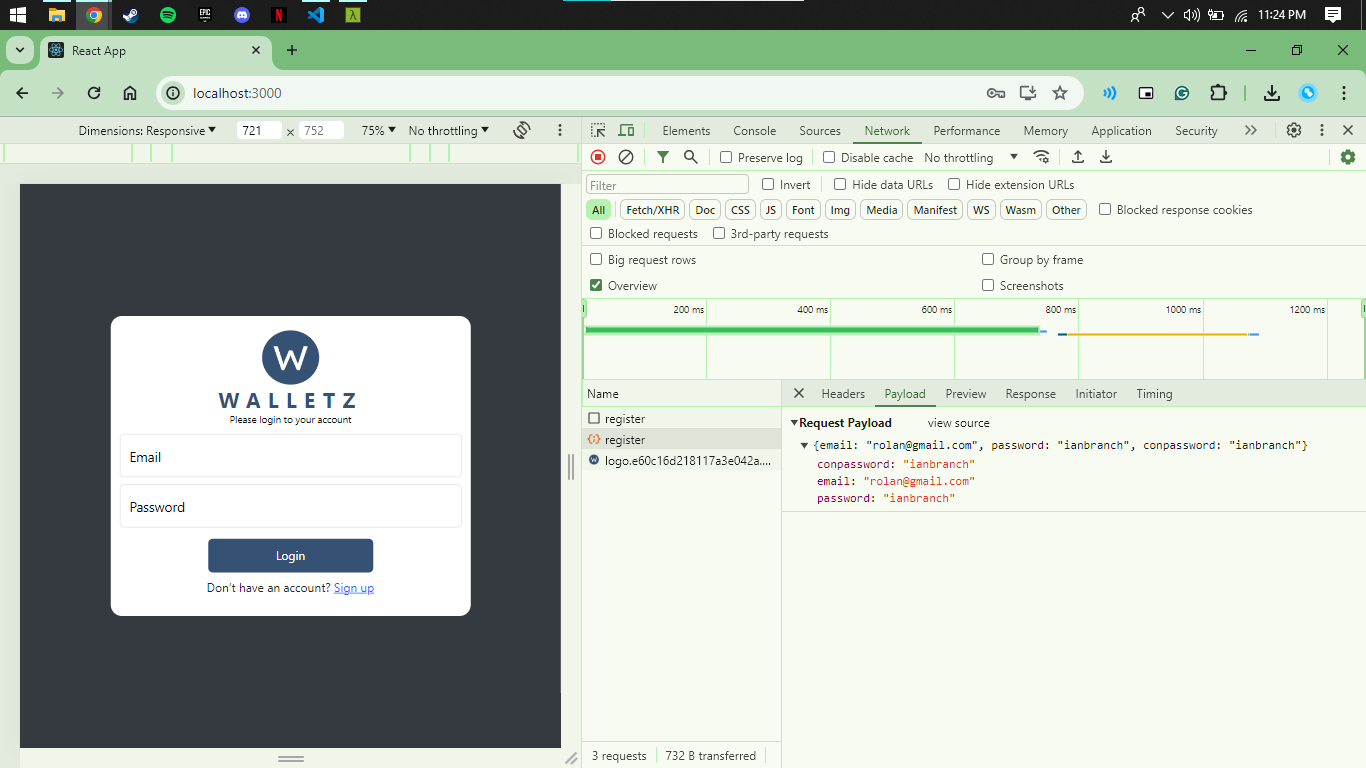 11:24 PM
React App
localhost:3000
Dimensions: Responsive 721 × 752 75% No throttling
Elements Console Sources Network Performance Memory Application Security
Preserve log Disable cache No throttling
Filter Invert Hide data URLs Hide extension URLs
All Fetch/XHR Doc CSS JS Font Img Media Manifest WS Wasm Other Blocked response cookies
Blocked requests 3rd-party requests
Big request rows Group by frame
Overview Screenshots
200 ms 400 ms 600 ms 800 ms 1000 ms 1200 ms
W
WALLETZ
Please login to your account
Email
Password
Login
Don't have an account? Sign up
Name
register
register
logo.e60c16d218117a3e042a....
Headers Payload Preview Response Initiator Timing
Request Payload view source
{email: "rolan@gmail.com", password: "ianbranch", conpassword: "ianbranch"}
conpassword: "ianbranch"
email: "rolan@gmail.com"
password: "ianbranch"
3 requests 732 B transferred